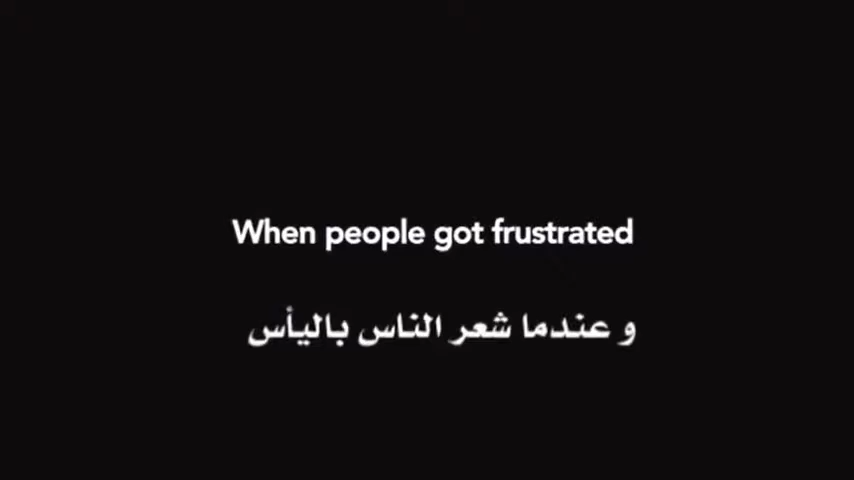 When people got frustrated
و عندما شعر الناس باليأس